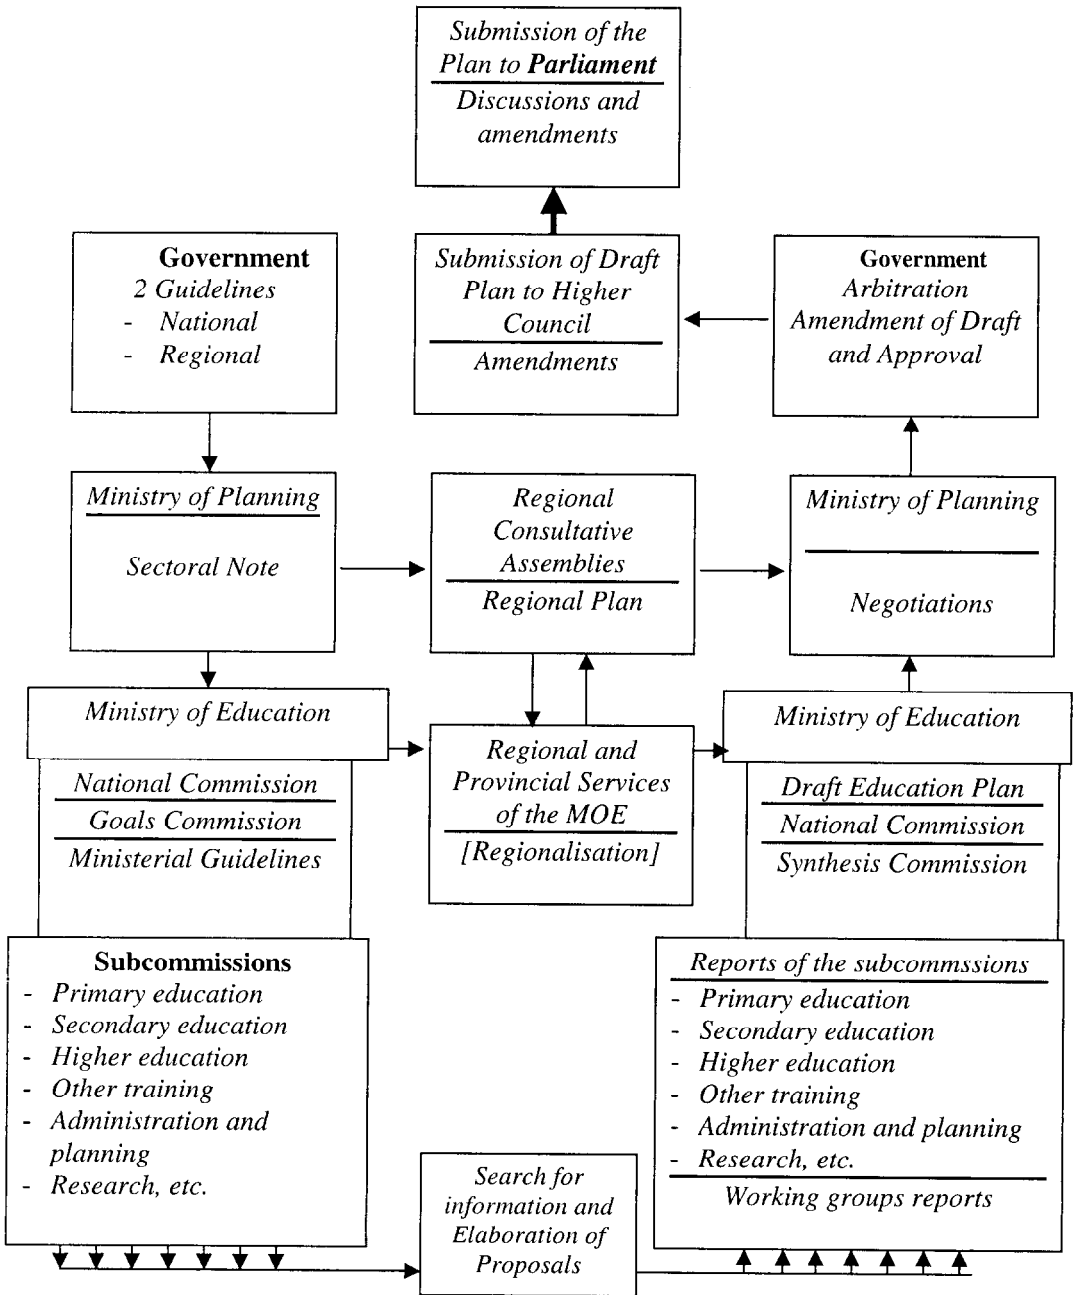 Submission of the
Plan to Parliament
Discussions and
amendments
Government
2 Guidelines
- National
- Regional
Submission of Draft
Plan to Higher
Council
Amendments
Government
Arbitration
Amendment of Draft
and Approval
Ministry of Planning
Sectoral Note
Regional
Consultative
Assemblies
Regional Plan
Ministry of Planning
Negotiations
Ministry of Education
National Commission
Goals Commission
Ministerial Guidelines
Regional and
Provincial Services
of the MOE
[Regionalisation]
Ministry of Education
Draft Education Plan
National Commission
Synthesis Commission
Subcommissions
- Primary education
- Secondary education
- Higher education
- Other training
- Administration and
planning
- Research, etc.
Search for
information and
Elaboration of
Proposals
Reports of the subcommssions
- Primary education
- Secondary education
- Higher education
- Other training
- Administration and planning
- Research, etc.
Working groups reports